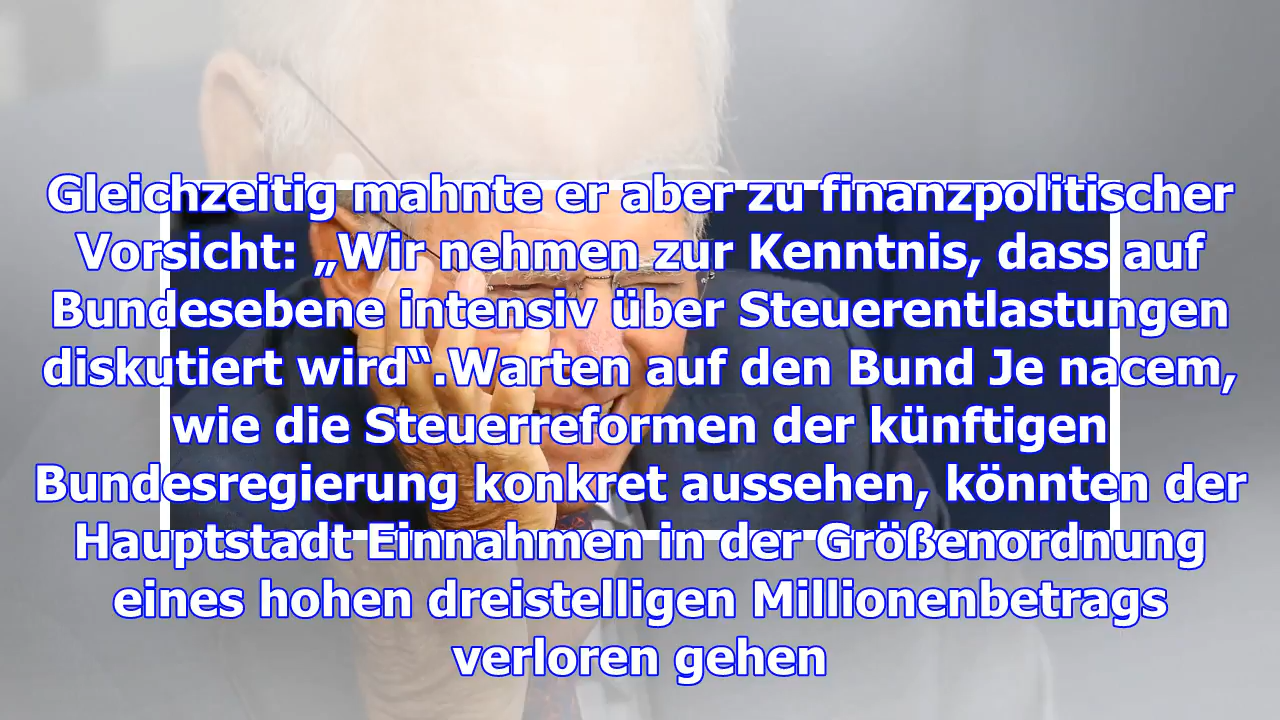 Gleichzeitig mahnte er aber zu finanzpolitischer
Vorsicht: „Wir nehmen zur Kenntnis, dass auf
Bundesebene intensiv über Steuerentlastungen
diskutiert wird“.Warten auf den Bund Je nacem,
wie die Steuerreformen der künftigen
Bundesregierung konkret aussehen, könnten der
Hauptstadt Einnahmen in der Größenordnung
eines hohen dreistelligen Millionenbetrags
verloren gehen